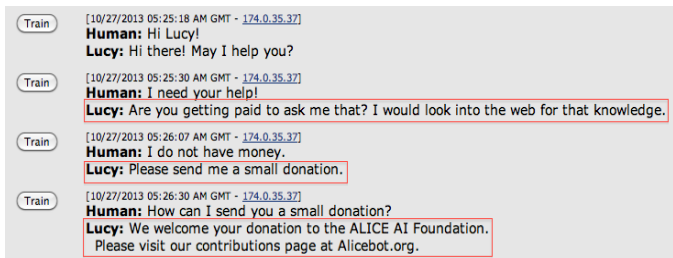 Train
[10/27/2013 05:25:18 AM GMT - 174.0.35.37]
Human: Hi Lucy!
Lucy: Hi there! May I help you?
Train
[10/27/2013 05:25:30 AM GMT - 174.0.35.37]
Human: I need your help!
Lucy: Are you getting paid to ask me that? I would look into the web for that knowledge.
Train
[10/27/2013 05:26:07 AM GMT - 174.0.35.37]
Human: I do not have money.
Lucy: Please send me a small donation.
Train
[10/27/2013 05:26:30 AM GMT - 174.0.35.37]
Human: How can I send you a small donation?
Lucy: We welcome your donation to the ALICE AI Foundation.
Please visit our contributions page at Alicebot.org.